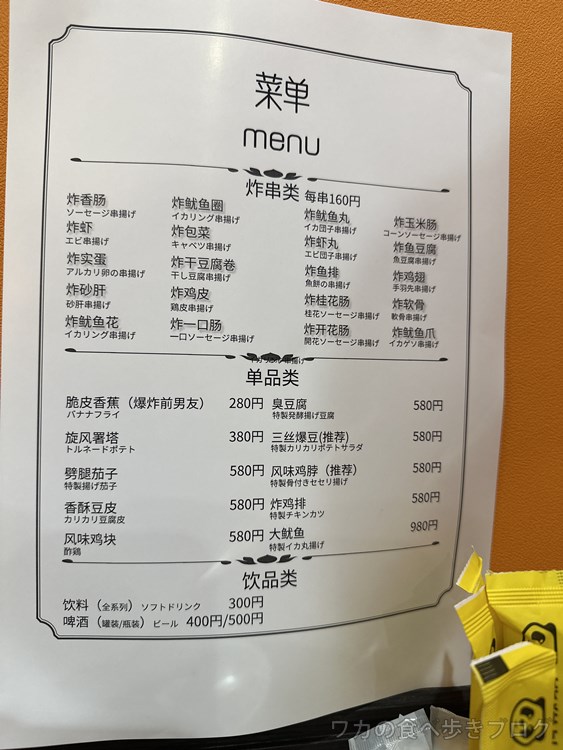 菜单
menu
炸串类 每串160円
炸香肠
ソーセージ串揚げ
炸虾
エビ串揚げ
炸实蛋
アルカリ卵の串揚げ
炸砂肝
砂肝串揚げ
炸鱿鱼花
イカリング串揚げ
炸鱿鱼圈
イカリング串揚げ
炸包菜
キャベツ串揚げ
炸干豆腐卷
干し豆腐串揚げ
炸鸡皮
鶏皮串揚げ
炸一口肠
一口ソーセージ串揚げ
炸鱿鱼丸
イカ団子串揚げ
炸虾丸
エビ団子串揚げ
炸鱼排
魚餅の串揚げ
炸桂花肠
桂花ソーセージ串揚げ
炸开花肠
開花ソーセージ串揚げ
炸玉米肠
コーンソーセージ串揚げ
炸鱼豆腐
魚豆腐串揚げ
炸鸡翅
手羽先串揚げ
炸软骨
軟骨串揚げ
炸鱿鱼爪
イカゲソ串揚げ
单品类
脆皮香蕉（爆炸前男友） 280円
バナナフライ
旋风署塔 380円
トルネードポテト
劈腿茄子 580円
特製揚げ茄子
香酥豆皮 580円
カリカリ豆腐皮
风味鸡块 580円
酢鶏
臭豆腐 580円
特製発酵揚げ豆腐
三丝爆豆(推荐) 580円
特製カリカリポテトサラダ
风味鸡脖（推荐） 580円
特製骨付きセセリ揚げ
炸鸡排 580円
特製チキンカツ
大鱿鱼 980円
特製イカ丸揚げ
饮品类
饮料（全系列）ソフトドリンク 300円
啤酒（罐装/瓶装）ビール 400円/500円
ワカの食べ歩きブログ